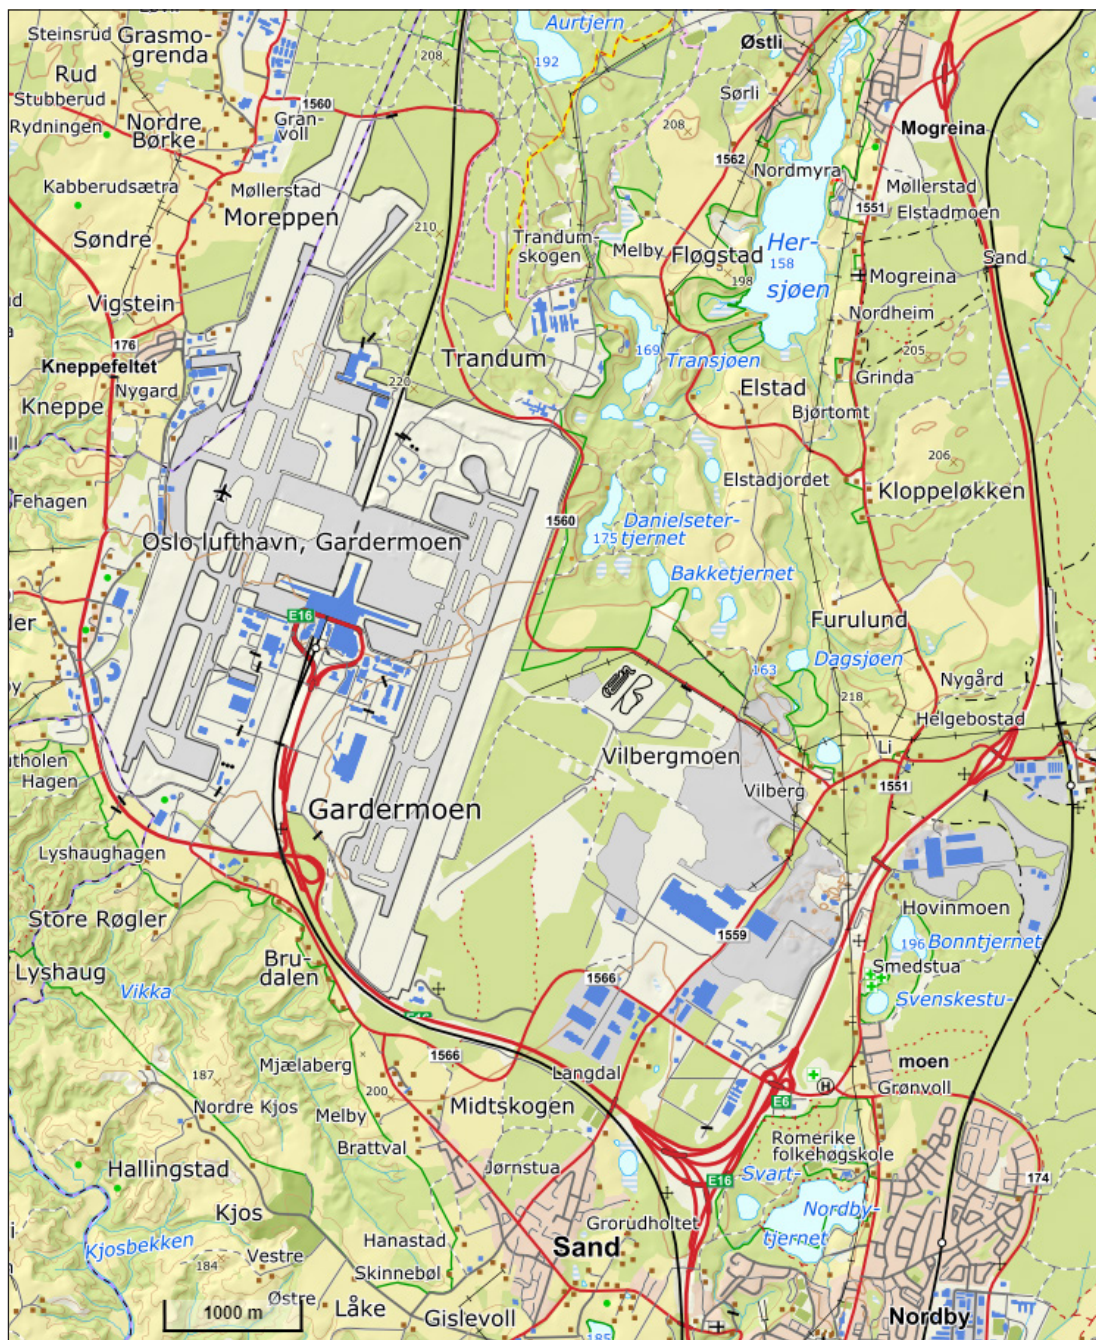 Aurtjern
192
Steinsrud
Grasmo-
grenda
208
Østli
Rud
Stubberud
Rydningen
Nordre
Børke
1560
Gran-
voll
Sørli
208
Mogreina
1562
Nordmyra
Kabberudsætra
Møllerstad
Moreppen
Møllerstad
1551
Elstadmoen
210
Søndre
Trandum-
skogen
Melby
Fløgstad
Her-
158
sjøen
198
Sand
Mogreina
Vigstein
Nordheim
176
Kneppefeltet
169
Transjøen
205
Trandum
Grinda
Nygard
220
Elstad
Kneppe
Bjørtomt
206
Elstadjordet
Kloppeløkken
Fehagen
1560
Danielseter-
175
tjernet
Oslo lufthavn, Gardermoen
Bakketjernet
E16
der
Furulund
Dagsjøen
163
Nygård
218
Helgebostad
Vilbergmoen
Li
utholen
Hagen
Vilberg
1551
Gardermoen
Lyshaughagen
Hovinmoen
Store Røgler
1559
196
Bonntjernet
Bru-
dalen
Smedstua
Lyshaug
1566
Vikka
Svenskestu-
E16
moen
1566
Mjælaberg
Langdal
Grønvoll
H
187
200
E6
Nordre Kjos
Melby
Midtskogen
Romerike
folkehøgskole
Brattval
Hallingstad
Jørnstua
E16
Svart-
174
Nordby-
tjernet
Kjos
Grorudholtet
Kjosbekken
Hanastad
Sand
Vestre
184
Skinnebøl
Østre
Låke
1000 m
Gislevoll
Nordby
185